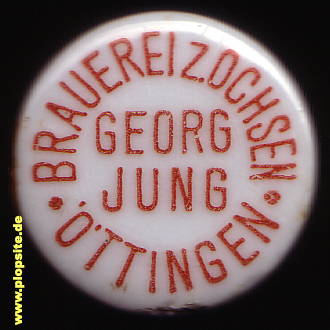 BRAUEREI Z. OCHSEN
GEORG
JUNG
• ÖTTINGEN •
www.plopsite.de